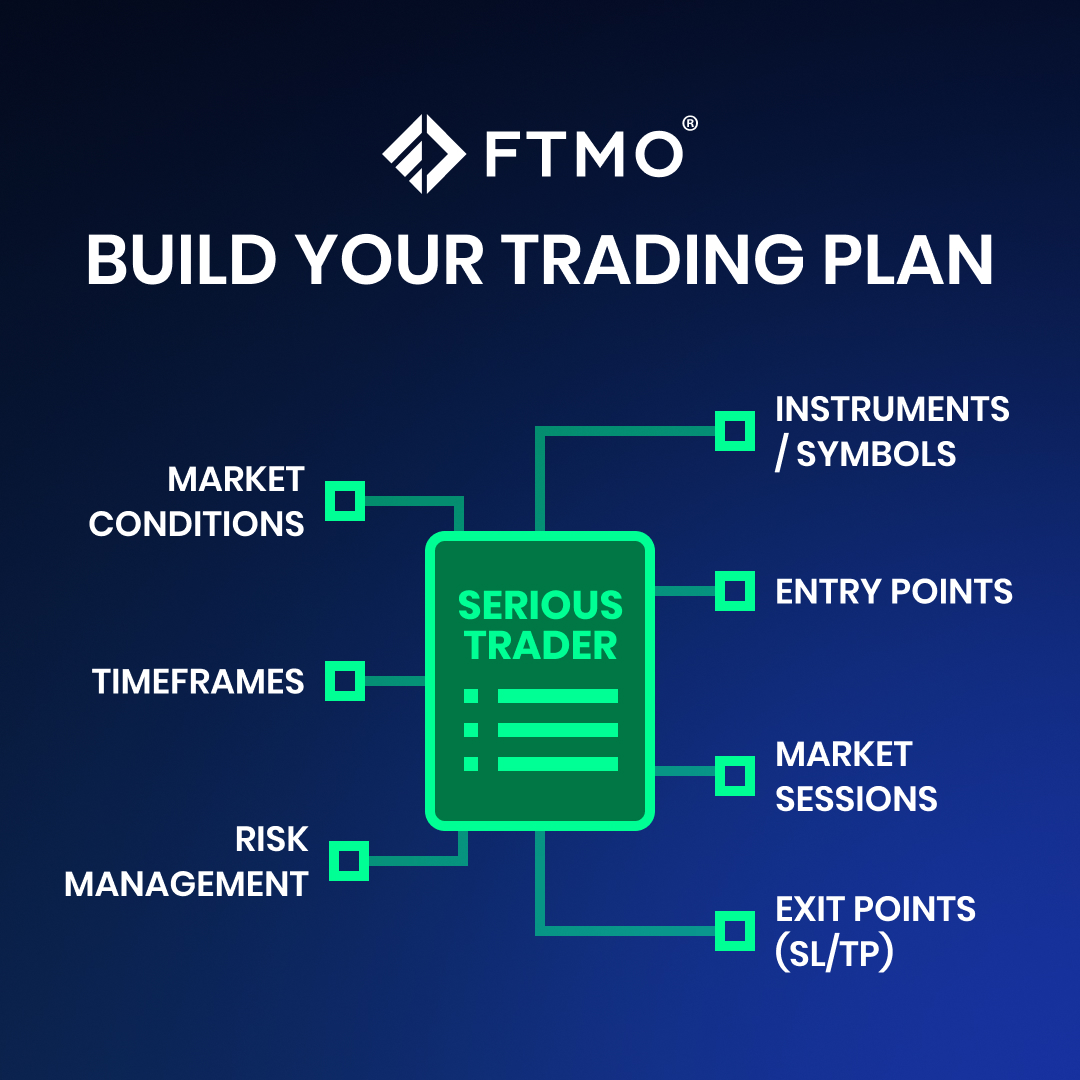 FTMO®
BUILD YOUR TRADING PLAN
MARKET
CONDITIONS
TIMEFRAMES
RISK
MANAGEMENT
SERIOUS
TRADER
INSTRUMENTS
/ SYMBOLS
ENTRY POINTS
MARKET
SESSIONS
EXIT POINTS
(SL/TP)